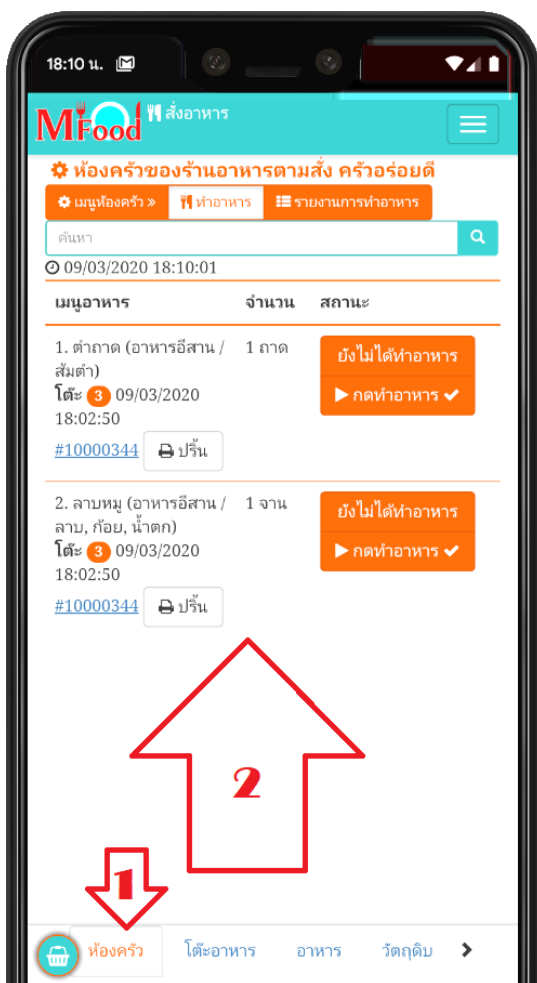 18:10 น.
MFood สั่งอาหาร
ห้องครัวของร้านอาหารตามสั่ง ครัวอร่อยดี
เมนูห้องครัว » ทำอาหาร รายงานการทำอาหาร
ค้นหา
09/03/2020 18:10:01
เมนูอาหาร จำนวน สถานะ
1. ตำถาด (อาหารอีสาน / 1 ถาด ยังไม่ได้ทำอาหาร
ส้มตำ)
โต๊ะ 3 09/03/2020 กดทำอาหาร
18:02:50
#10000344 ปริ้น
2. ลาบหมู (อาหารอีสาน / 1 จาน ยังไม่ได้ทำอาหาร
ลาบ, ก้อย, น้ำตก)
โต๊ะ 3 09/03/2020 กดทำอาหาร
18:02:50
#10000344 ปริ้น
2
1
ห้องครัว โต๊ะอาหาร อาหาร วัตถุดิบ